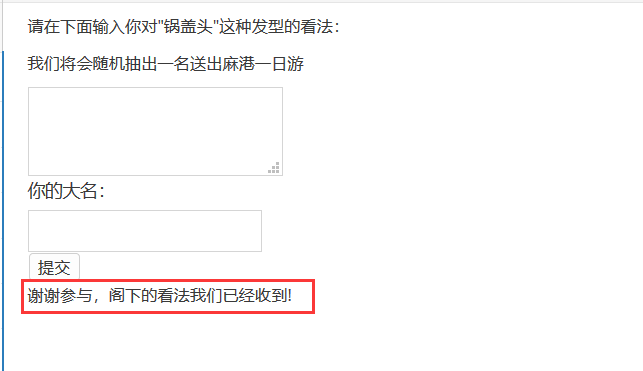 请在下面输入你对"锅盖头"这种发型的看法：
我们将会随机抽出一名送出麻港一日游
你的大名：
提交
谢谢参与，阁下的看法我们已经收到!